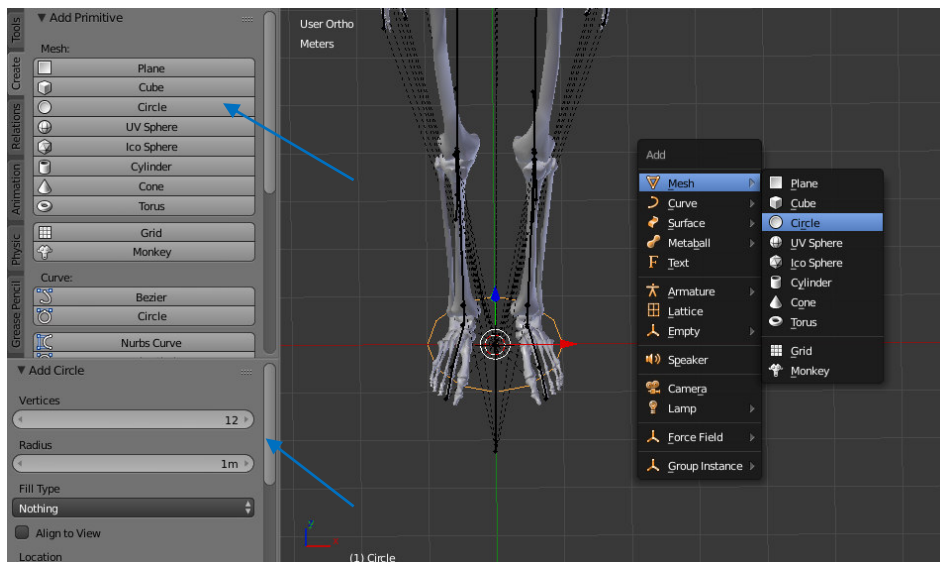 Tools
Create
Relations
Animation
Physic
Grease Pencil
Add Primitive
Mesh:
Plane
Cube
Circle
UV Sphere
Ico Sphere
Cylinder
Cone
Torus
Grid
Monkey
Curve:
Bezier
Circle
Nurbs Curve
Add Circle
Vertices
12
Radius
1m
Fill Type
Nothing
Align to View
Location
User Ortho
Meters
y
x
(1) Circle
Add
Mesh
Curve
Surface
Metaball
Text
Armature
Lattice
Empty
Speaker
Camera
Lamp
Force Field
Group Instance
Plane
Cube
Circle
UV Sphere
Ico Sphere
Cylinder
Cone
Torus
Grid
Monkey